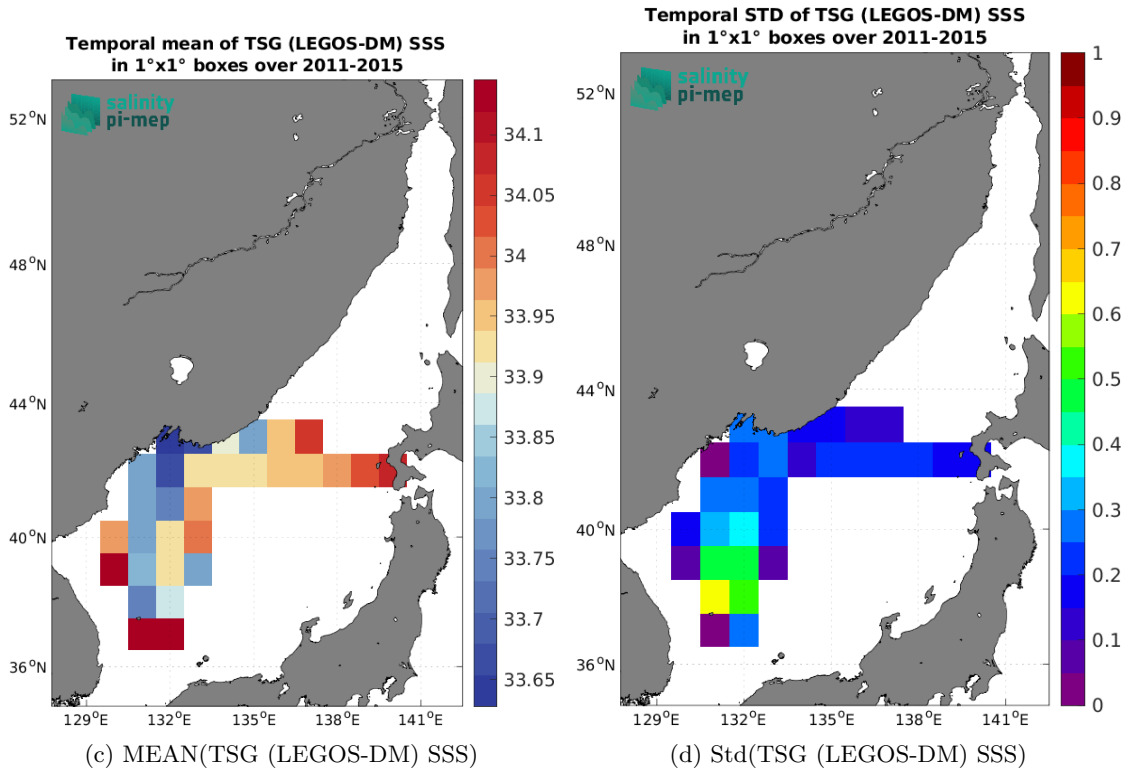 Temporal mean of TSG (LEGOS-DM) SSS
in 1°x1° boxes over 2011-2015
salinity
pi-mep
52°N
48°N
44°N
40°N
36°N
129°E
132°E
135°E
138°E
141°E
34.1
34.05
34
33.95
33.9
33.85
33.8
33.75
33.7
33.65
(c) MEAN(TSG (LEGOS-DM) SSS)
Temporal STD of TSG (LEGOS-DM) SSS
in 1°x1° boxes over 2011-2015
salinity
pi-mep
52°N
48°N
44°N
40°N
36°N
129°E
132°E
135°E
138°E
141°E
1
0.9
0.8
0.7
0.6
0.5
0.4
0.3
0.2
0.1
0
(d) Std(TSG (LEGOS-DM) SSS)